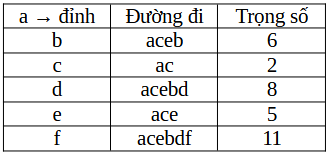 a → đỉnh Đường đi Trọng số
b aceb 6
c ac 2
d acebd 8
e ace 5
f acebdf 11